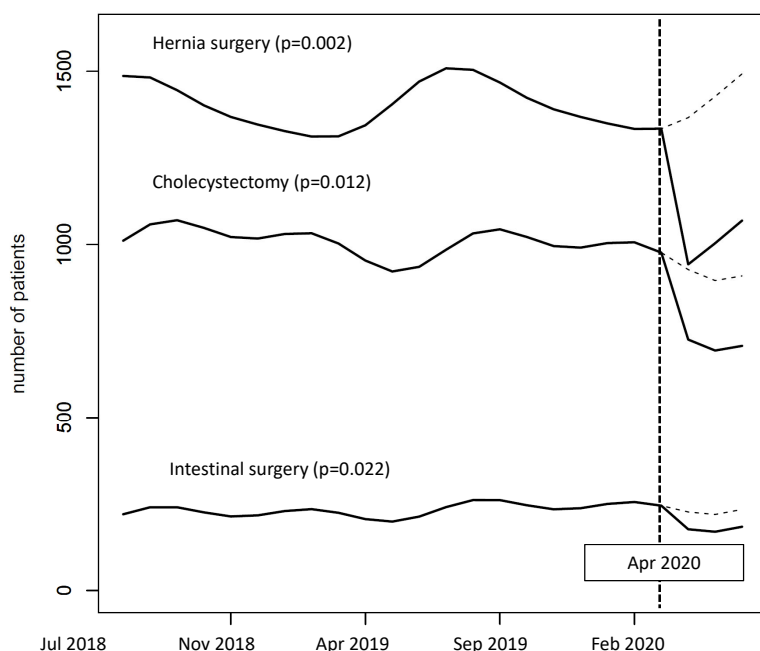 Hernia surgery (p=0.002)
1500
Cholecystectomy (p=0.012)
1000
number of patients
500
Intestinal surgery (p=0.022)
Apr 2020
0
Jul 2018 Nov 2018 Apr 2019 Sep 2019 Feb 2020